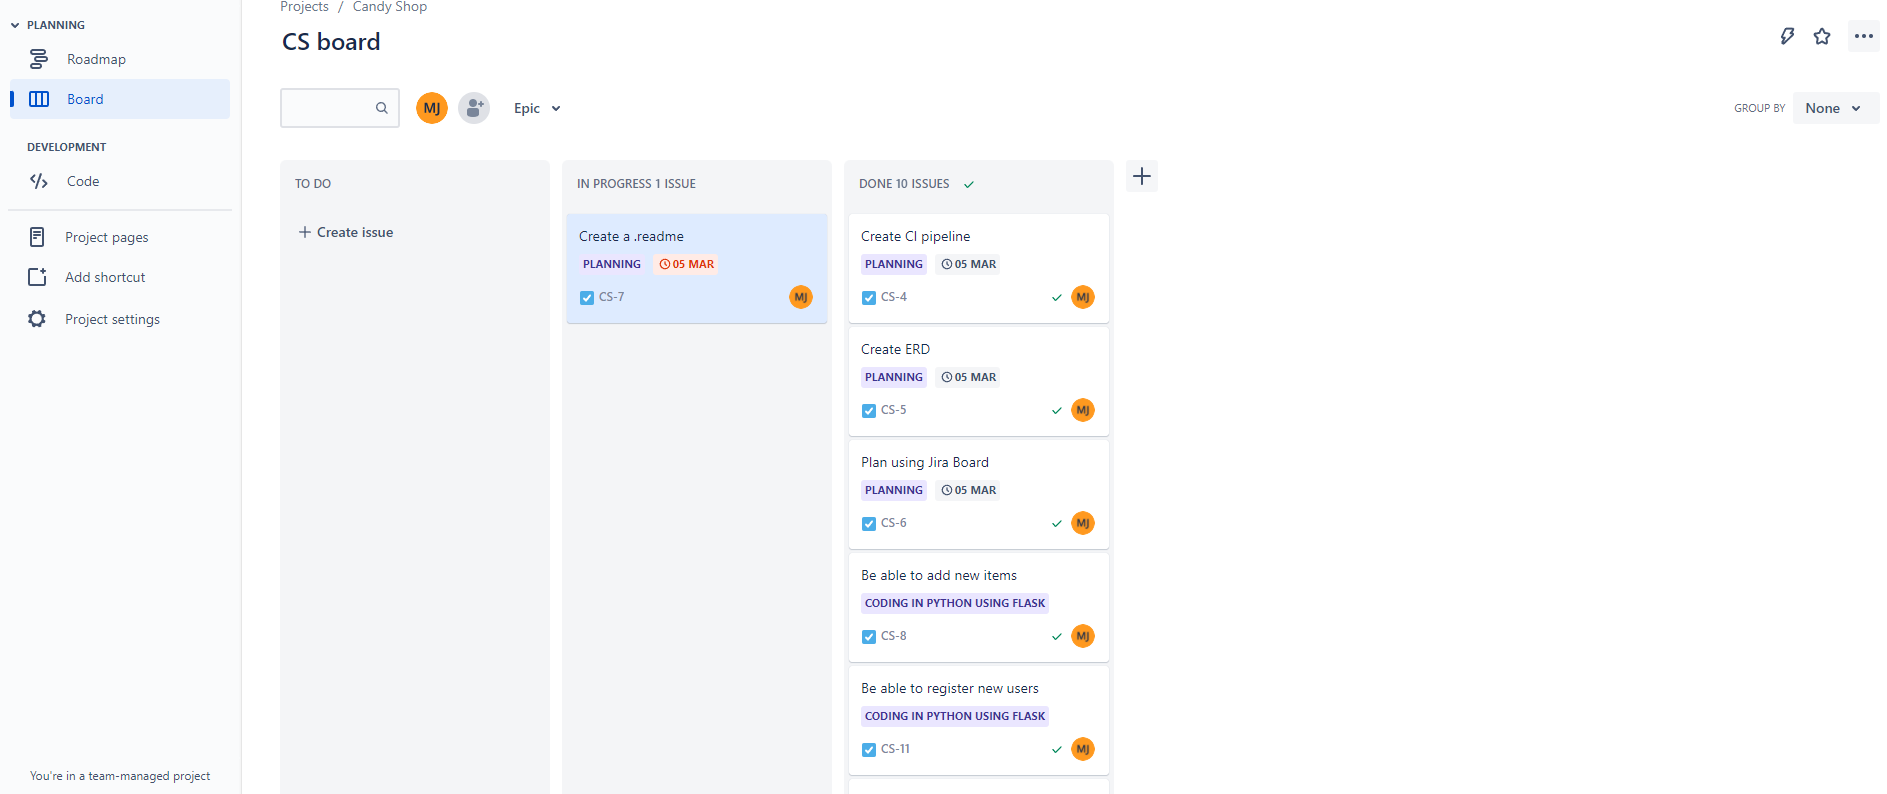 PLANNING
Roadmap
Board
DEVELOPMENT
Code
Project pages
Add shortcut
Project settings
You're in a team-managed project
Projects / Candy Shop
CS board
MJ
Epic
GROUP BY
None
TO DO
Create issue
IN PROGRESS 1 ISSUE
Create a .readme
PLANNING 05 MAR
CS-7 MJ
DONE 10 ISSUES
Create CI pipeline
PLANNING 05 MAR
CS-4 MJ
Create ERD
PLANNING 05 MAR
CS-5 MJ
Plan using Jira Board
PLANNING 05 MAR
CS-6 MJ
Be able to add new items
CODING IN PYTHON USING FLASK
CS-8 MJ
Be able to register new users
CODING IN PYTHON USING FLASK
CS-11 MJ